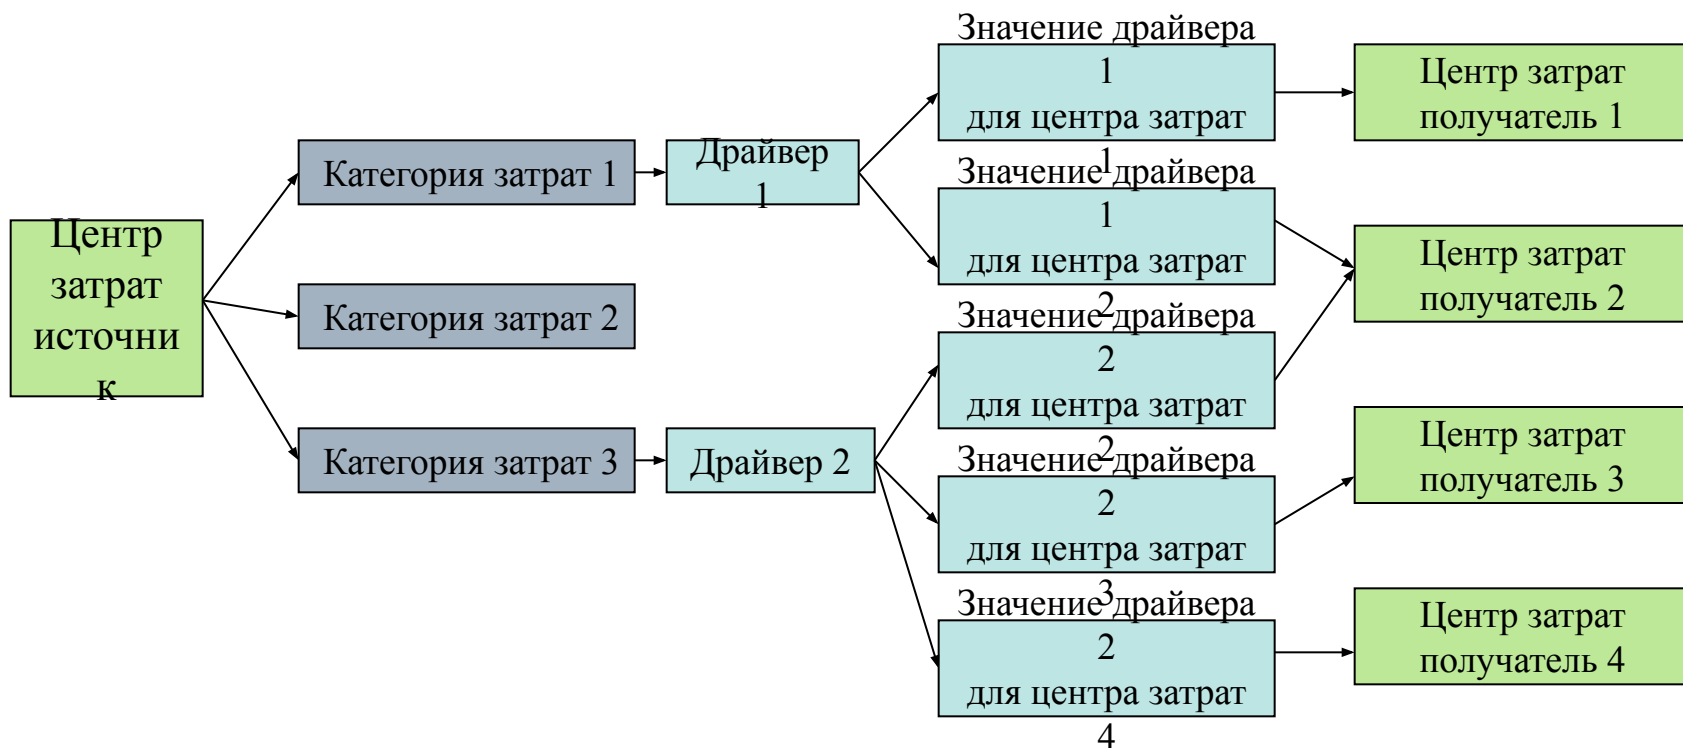 Центр
затрат
источни
к
Категория затрат 1
Категория затрат 2
Категория затрат 3
Драйвер
1
Драйвер 2
Значение драйвера
1
для центра затрат
1
Значение драйвера
1
для центра затрат
2
Значение драйвера
2
для центра затрат
2
Значение драйвера
2
для центра затрат
3
Значение драйвера
2
для центра затрат
4
Центр затрат
получатель 1
Центр затрат
получатель 2
Центр затрат
получатель 3
Центр затрат
получатель 4